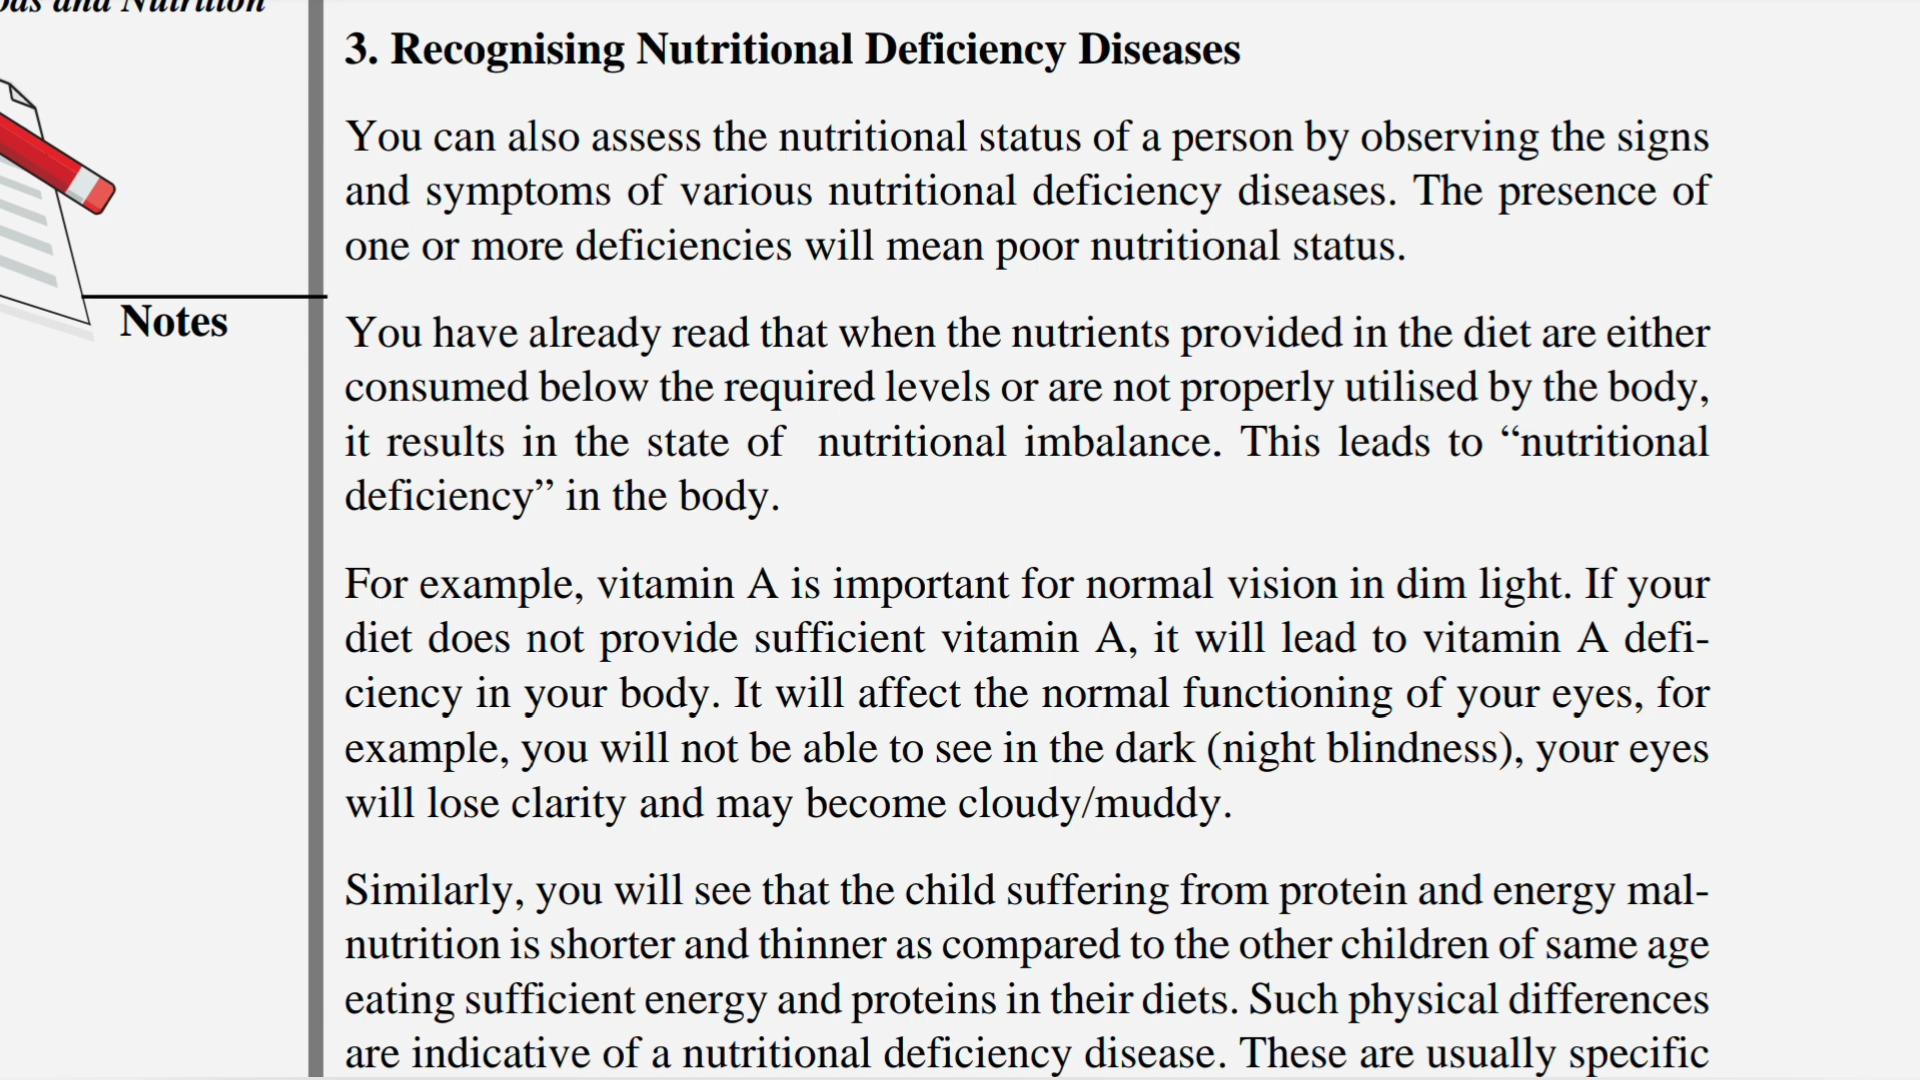 and Nutrition
3. Recognising Nutritional Deficiency Diseases
You can also assess the nutritional status of a person by observing the signs
and symptoms of various nutritional deficiency diseases. The presence of
one or more deficiencies will mean poor nutritional status.
Notes
You have already read that when the nutrients provided in the diet are either
consumed below the required levels or are not properly utilised by the body,
it results in the state of nutritional imbalance. This leads to “nutritional
deficiency” in the body.
For example, vitamin A is important for normal vision in dim light. If your
diet does not provide sufficient vitamin A, it will lead to vitamin A defi-
ciency in your body. It will affect the normal functioning of your eyes, for
example, you will not be able to see in the dark (night blindness), your eyes
will lose clarity and may become cloudy/muddy.
Similarly, you will see that the child suffering from protein and energy mal-
nutrition is shorter and thinner as compared to the other children of same age
eating sufficient energy and proteins in their diets. Such physical differences
are indicative of a nutritional deficiency disease. These are usually specific